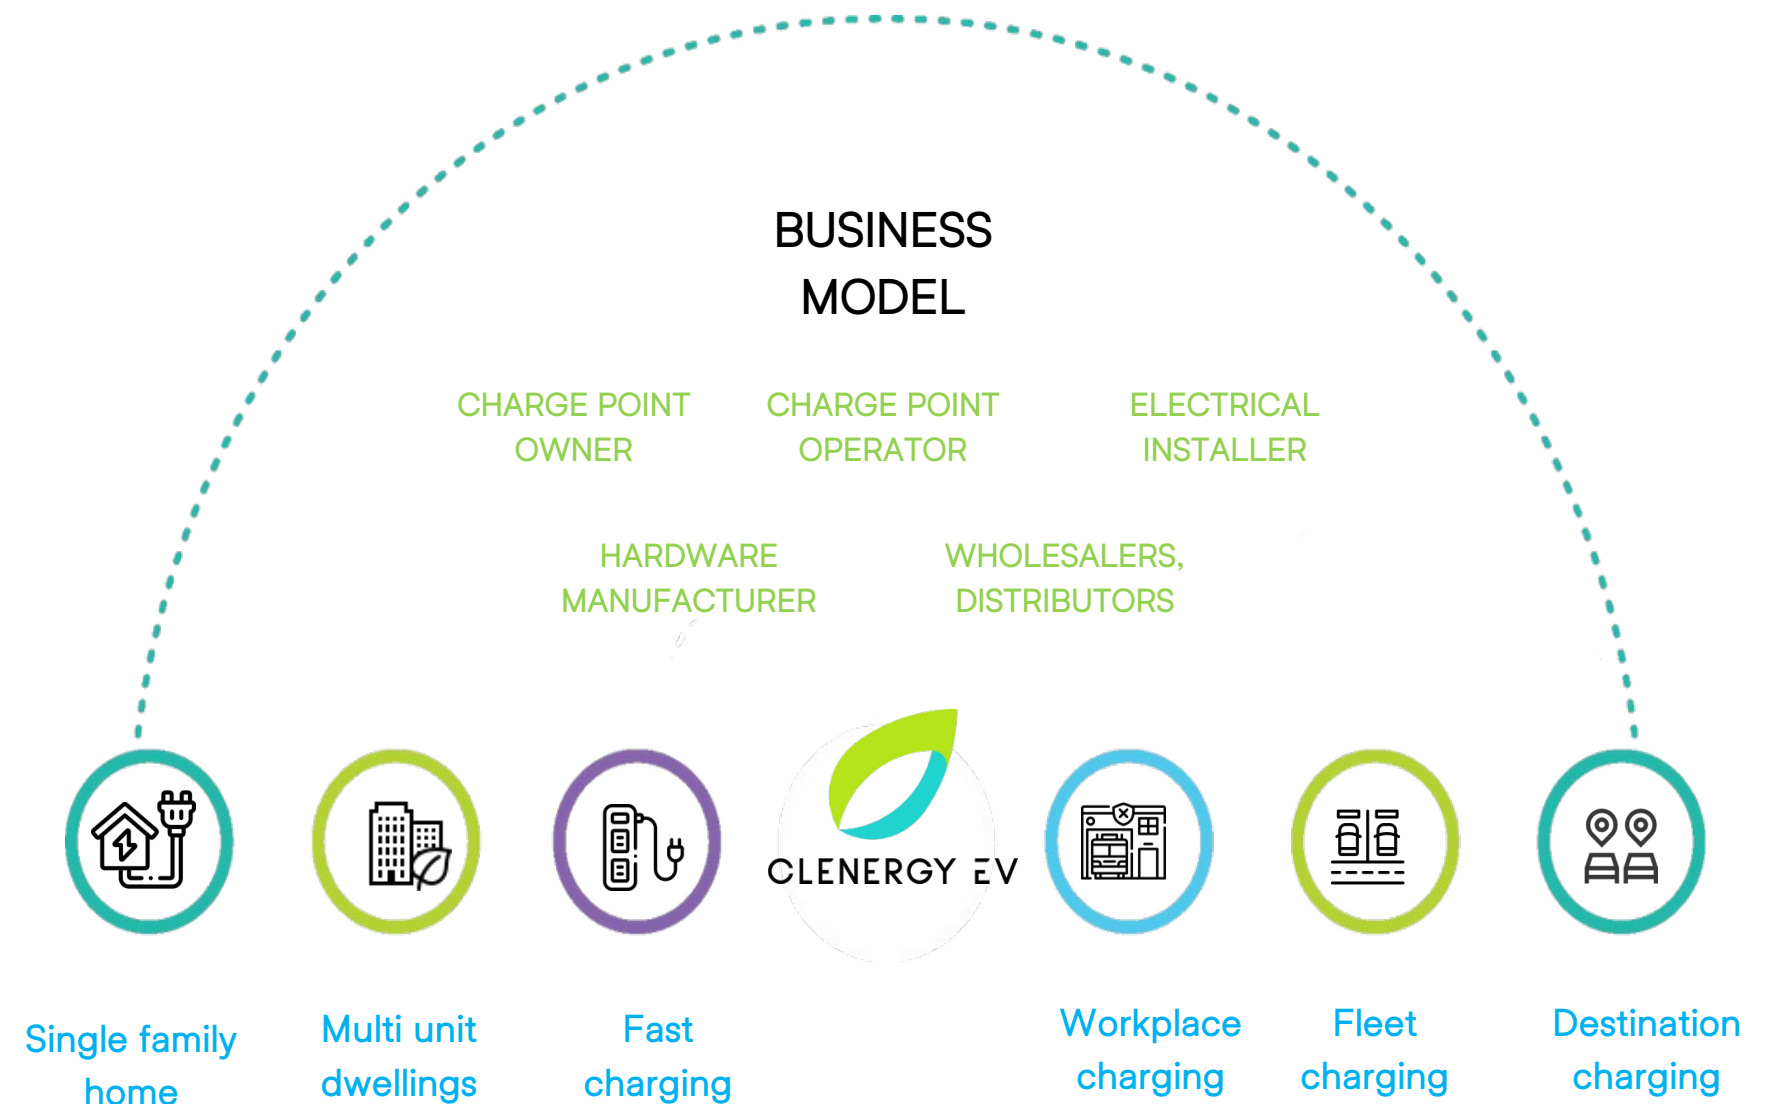 BUSINESS
MODEL
CHARGE POINT
OWNER
CHARGE POINT
OPERATOR
ELECTRICAL
INSTALLER
HARDWARE
MANUFACTURER
WHOLESALERS,
DISTRIBUTORS
CLENERGY EV
Single family
home
Multi unit
dwellings
Fast
charging
Workplace
charging
Fleet
charging
Destination
charging